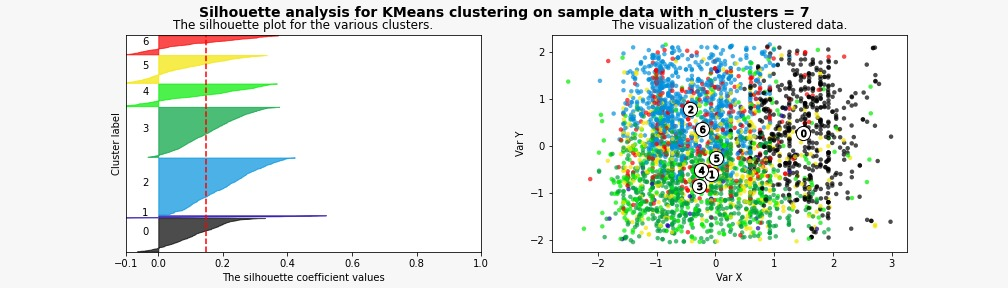 Silhouette analysis for KMeans clustering on sample data with n_clusters = 7
The silhouette plot for the various clusters.
6
5
4
3
2
1
0
Cluster label
−0.1 0.0 0.2 0.4 0.6 0.8 1.0
The silhouette coefficient values
The visualization of the clustered data.
2
1
0
−1
−2
Var Y
2
6
0
5
4
1
3
−2 −1 0 1 2 3
Var X